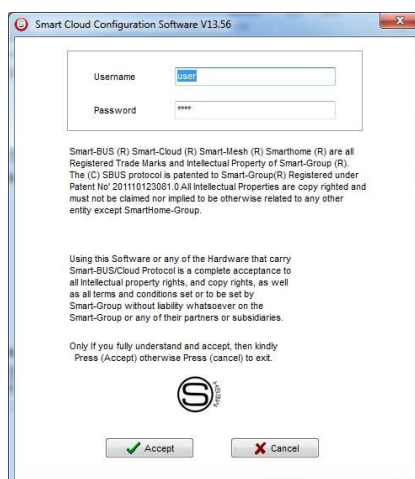 Smart Cloud Configuration Software V13.56
Username
user
Password
****
Smart-BUS (R) Smart-Cloud (R) Smart-Mesh (R) Smarthome (R) are all
Registered Trade Marks and Intellectual Property of Smart-Group (R).
The (C) SBUS protocol is patented to Smart-Group(R) Registered under
Patent No' 201110123081.0 All Intellectual Properties are copy righted and
must not be claimed nor implied to be otherwise related to any other
entity except SmartHome-Group.
Using this Software or any of the Hardware that carry
Smart-BUS/Cloud Protocol is a complete acceptance to
all Intellectual property rights, and copy rights, as well
as all terms and conditions set or to be set by
Smart-Group without liability whatsoever on the
Smart-Group or any of their partners or subsidiaries.
Only If you fully understand and accept, then kindly
Press (Accept) otherwise Press (cancel) to exit.
S
MESH
Accept
Cancel